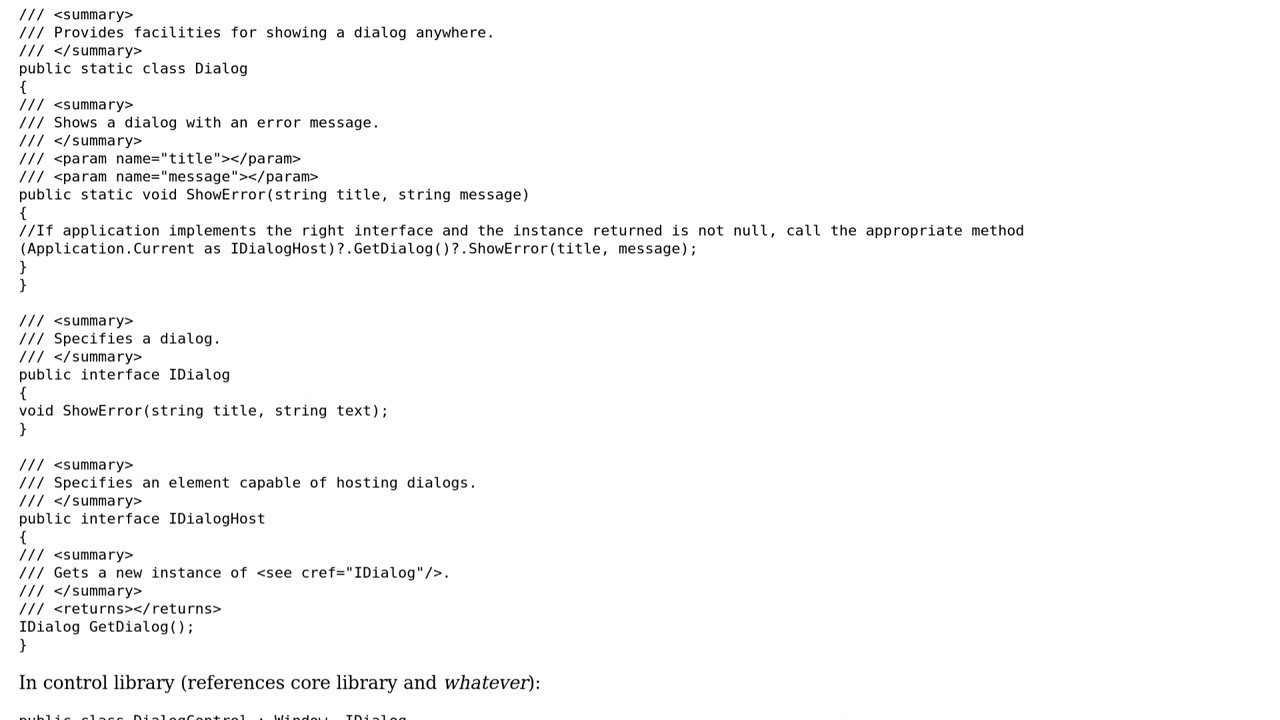 /// <summary>
/// Provides facilities for showing a dialog anywhere.
/// </summary>
public static class Dialog
{
/// <summary>
/// Shows a dialog with an error message.
/// </summary>
/// <param name="title"></param>
/// <param name="message"></param>
public static void ShowError(string title, string message)
{
//If application implements the right interface and the instance returned is not null, call the appropriate method
(Application.Current as IDialogHost)?.GetDialog()?.ShowError(title, message);
}
}

/// <summary>
/// Specifies a dialog.
/// </summary>
public interface IDialog
{
void ShowError(string title, string text);
}

/// <summary>
/// Specifies an element capable of hosting dialogs.
/// </summary>
public interface IDialogHost
{
/// <summary>
/// Gets a new instance of <see cref="IDialog"/>.
/// </summary>
/// <returns></returns>
IDialog GetDialog();
}

In control library (references core library and whatever):
public class DialogControl : Window, IDialog